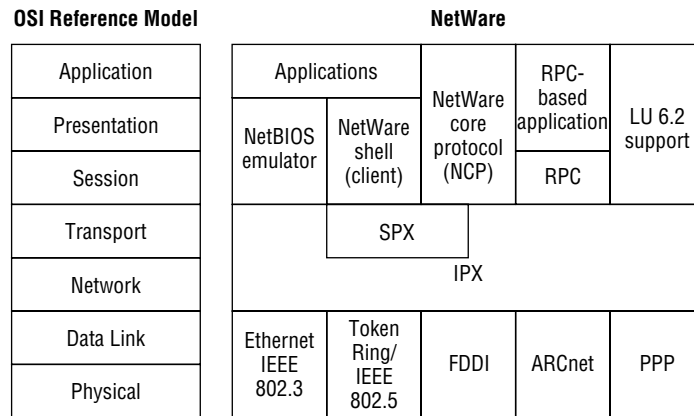 OSI Reference Model
NetWare
Application
Presentation
Session
Transport
Network
Data Link
Physical
Applications
NetBIOS
emulator
NetWare
shell
(client)
NetWare
core
protocol
(NCP)
RPC-
based
application
RPC
LU 6.2
support
SPX
IPX
Ethernet
IEEE
802.3
Token
Ring/
IEEE
802.5
FDDI
ARCnet
PPP